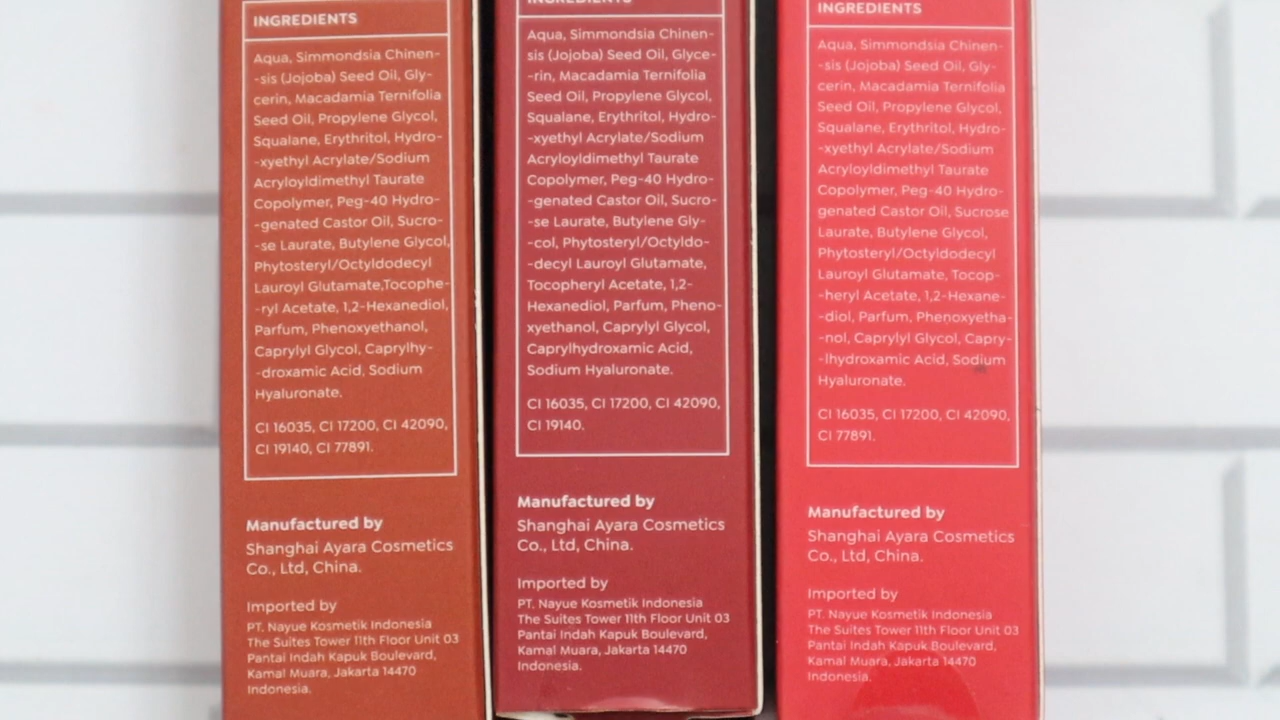 INGREDIENTS
Aqua, Simmondsia Chinen-
-sis (Jojoba) Seed Oil, Gly-
cerin, Macadamia Ternifolia
Seed Oil, Propylene Glycol,
Squalane, Erythritol, Hydro-
-xyethyl Acrylate/Sodium
Acryloyldimethyl Taurate
Copolymer, Peg-40 Hydro-
-genated Castor Oil, Sucro-
-se Laurate, Butylene Glycol,
Phytosteryl/Octyldodecyl
Lauroyl Glutamate,Tocophe-
-ryl Acetate, 1,2-Hexanediol,
Parfum, Phenoxyethanol,
Caprylyl Glycol, Caprylhy-
-droxamic Acid, Sodium
Hyaluronate.
CI 16035, CI 17200, CI 42090,
CI 19140, CI 77891.
Manufactured by
Shanghai Ayara Cosmetics
Co., Ltd, China.
Imported by
PT. Nayue Kosmetik Indonesia
The Suites Tower 11th Floor Unit 03
Pantai Indah Kapuk Boulevard,
Kamal Muara, Jakarta 14470
Indonesia.
INGREDIENTS
Aqua, Simmondsia Chinen-
sis (Jojoba) Seed Oil, Glyce-
-rin, Macadamia Ternifolia
Seed Oil, Propylene Glycol,
Squalane, Erythritol, Hydro-
-xyethyl Acrylate/Sodium
Acryloyldimethyl Taurate
Copolymer, Peg-40 Hydro-
-genated Castor Oil, Sucro-
-se Laurate, Butylene Gly-
-col, Phytosteryl/Octyldo-
-decyl Lauroyl Glutamate,
Tocopheryl Acetate, 1,2-
Hexanediol, Parfum, Pheno-
xyethanol, Caprylyl Glycol,
Caprylhydroxamic Acid,
Sodium Hyaluronate.
CI 16035, CI 17200, CI 42090,
CI 19140.
Manufactured by
Shanghai Ayara Cosmetics
Co., Ltd, China.
Imported by
PT. Nayue Kosmetik Indonesia
The Suites Tower 11th Floor Unit 03
Pantai Indah Kapuk Boulevard,
Kamal Muara, Jakarta 14470
Indonesia.
INGREDIENTS
Aqua, Simmondsia Chinen-
-sis (Jojoba) Seed Oil, Gly-
cerin, Macadamia Ternifolia
Seed Oil, Propylene Glycol,
Squalane, Erythritol, Hydro-
-xyethyl Acrylate/Sodium
Acryloyldimethyl Taurate
Copolymer, Peg-40 Hydro-
genated Castor Oil, Sucrose
Laurate, Butylene Glycol,
Phytosteryl/Octyldodecyl
Lauroyl Glutamate, Tocop-
-heryl Acetate, 1,2-Hexane-
-diol, Parfum, Phenoxyetha-
-nol, Caprylyl Glycol, Capry-
-lhydroxamic Acid, Sodium
Hyaluronate.
CI 16035, CI 17200, CI 42090,
CI 77891.
Manufactured by
Shanghai Ayara Cosmetics
Co., Ltd, China.
Imported by
PT. Nayue Kosmetik Indonesia
The Suites Tower 11th Floor Unit 03
Pantai Indah Kapuk Boulevard,
Kamal Muara, Jakarta 14470
Indonesia.